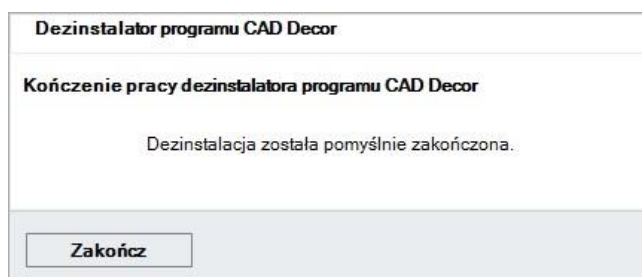 Dezinstalator programu CAD Decor
Kończenie pracy dezinstalatora programu CAD Decor
Dezinstalacja została pomyślnie zakończona.
Zakończ